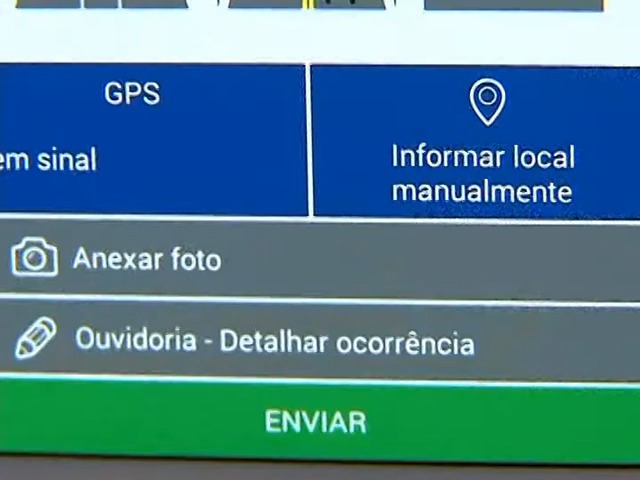 GPS
em sinal
Informar local
manualmente
Anexar foto
Ouvidoria - Detalhar ocorrência
ENVIAR